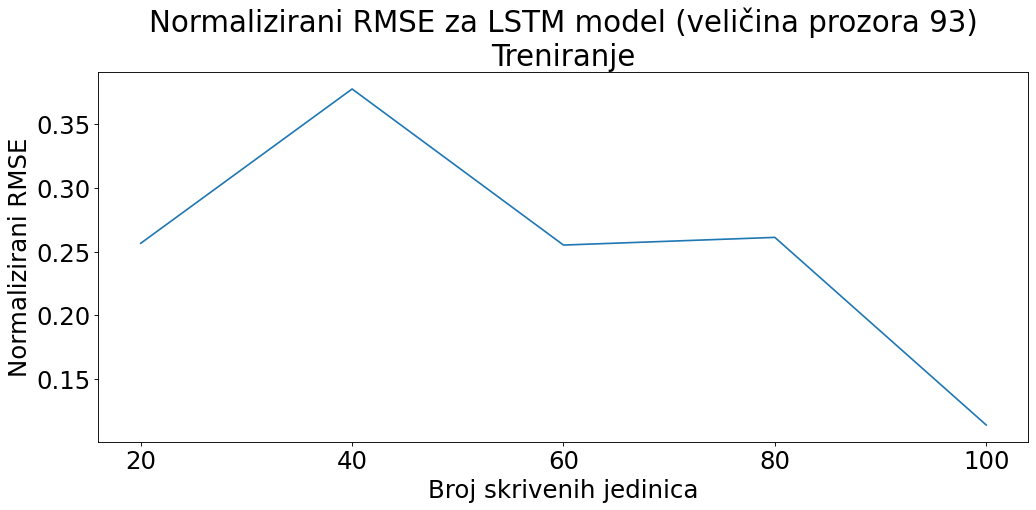 Normalizirani RMSE za LSTM model (veličina prozora 93)
Treniranje
Normalizirani RMSE
0.35
0.30
0.25
0.20
0.15
20 40 60 80 100
Broj skrivenih jedinica